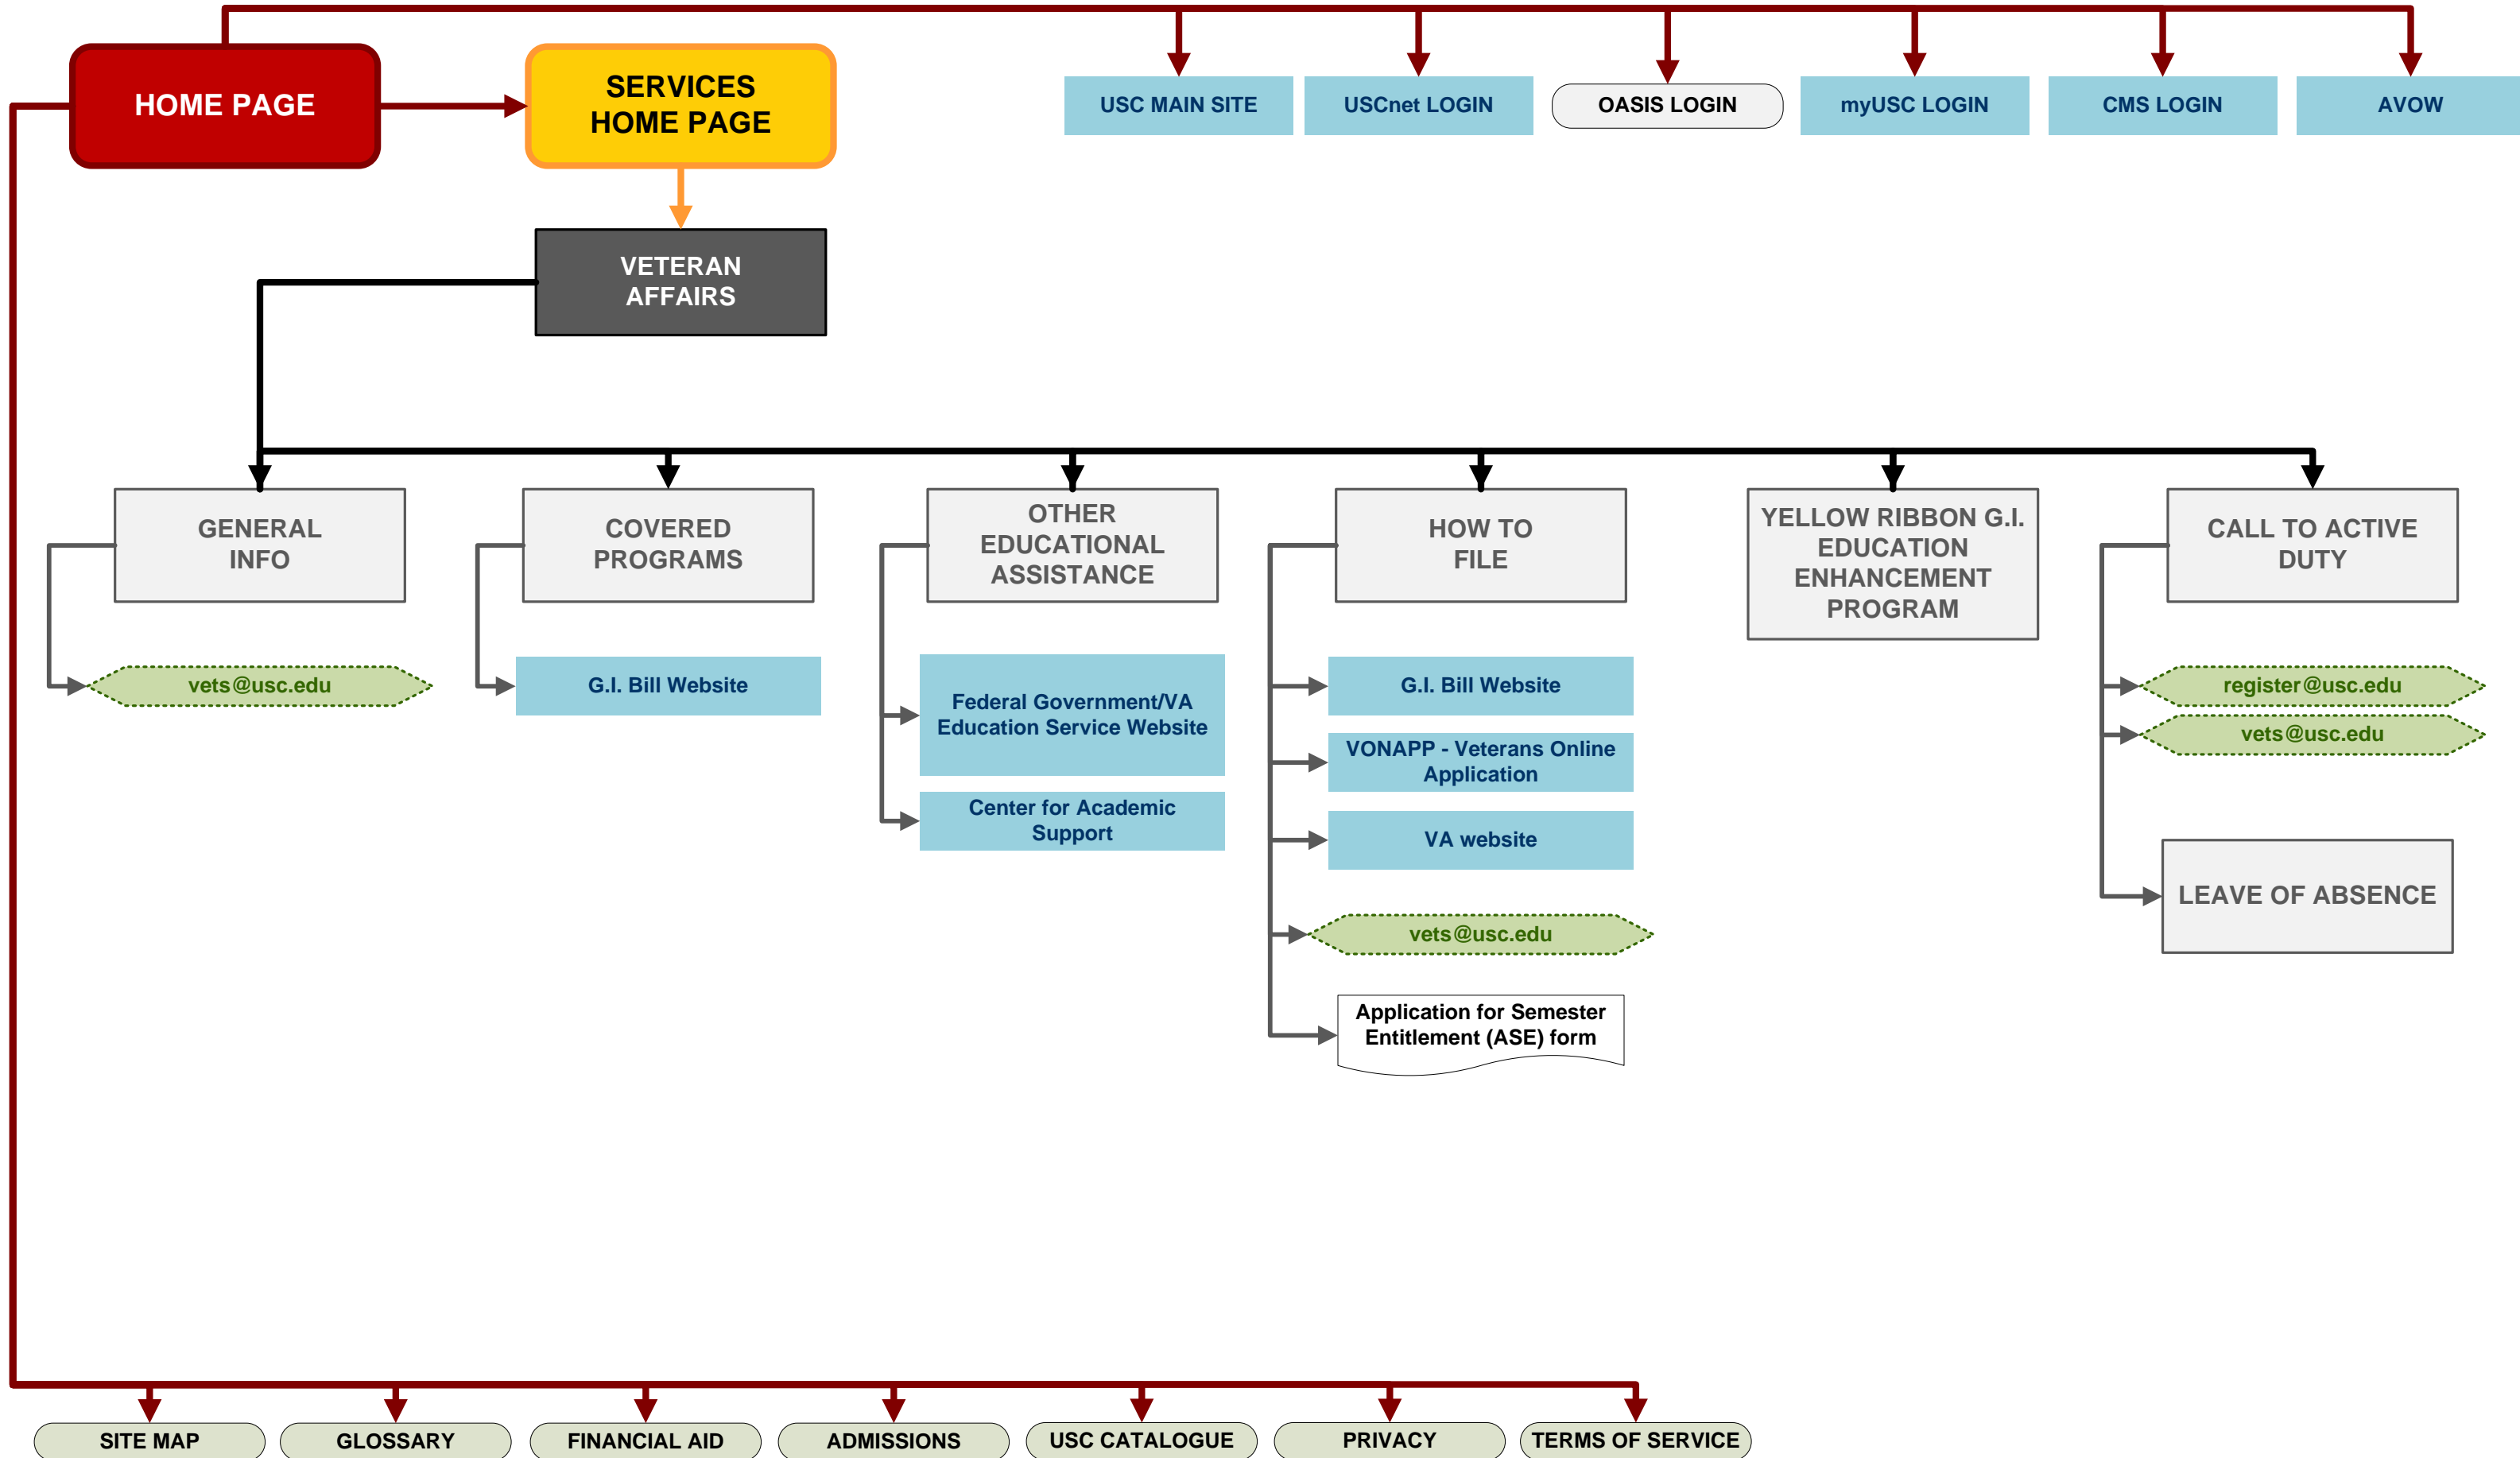 HOME PAGE
SERVICES
HOME PAGE
USC MAIN SITE
USCnet LOGIN
OASIS LOGIN
myUSC LOGIN
CMS LOGIN
AVOW
VETERAN
AFFAIRS
GENERAL
INFO
vets@usc.edu
COVERED
PROGRAMS
G.I. Bill Website
OTHER
EDUCATIONAL
ASSISTANCE
Federal Government/VA
Education Service Website
Center for Academic
Support
HOW TO
FILE
G.I. Bill Website
VONAPP - Veterans Online
Application
VA website
vets@usc.edu
Application for Semester
Entitlement (ASE) form
YELLOW RIBBON G.I.
EDUCATION
ENHANCEMENT
PROGRAM
CALL TO ACTIVE
DUTY
register@usc.edu
vets@usc.edu
LEAVE OF ABSENCE
SITE MAP
GLOSSARY
FINANCIAL AID
ADMISSIONS
USC CATALOGUE
PRIVACY
TERMS OF SERVICE